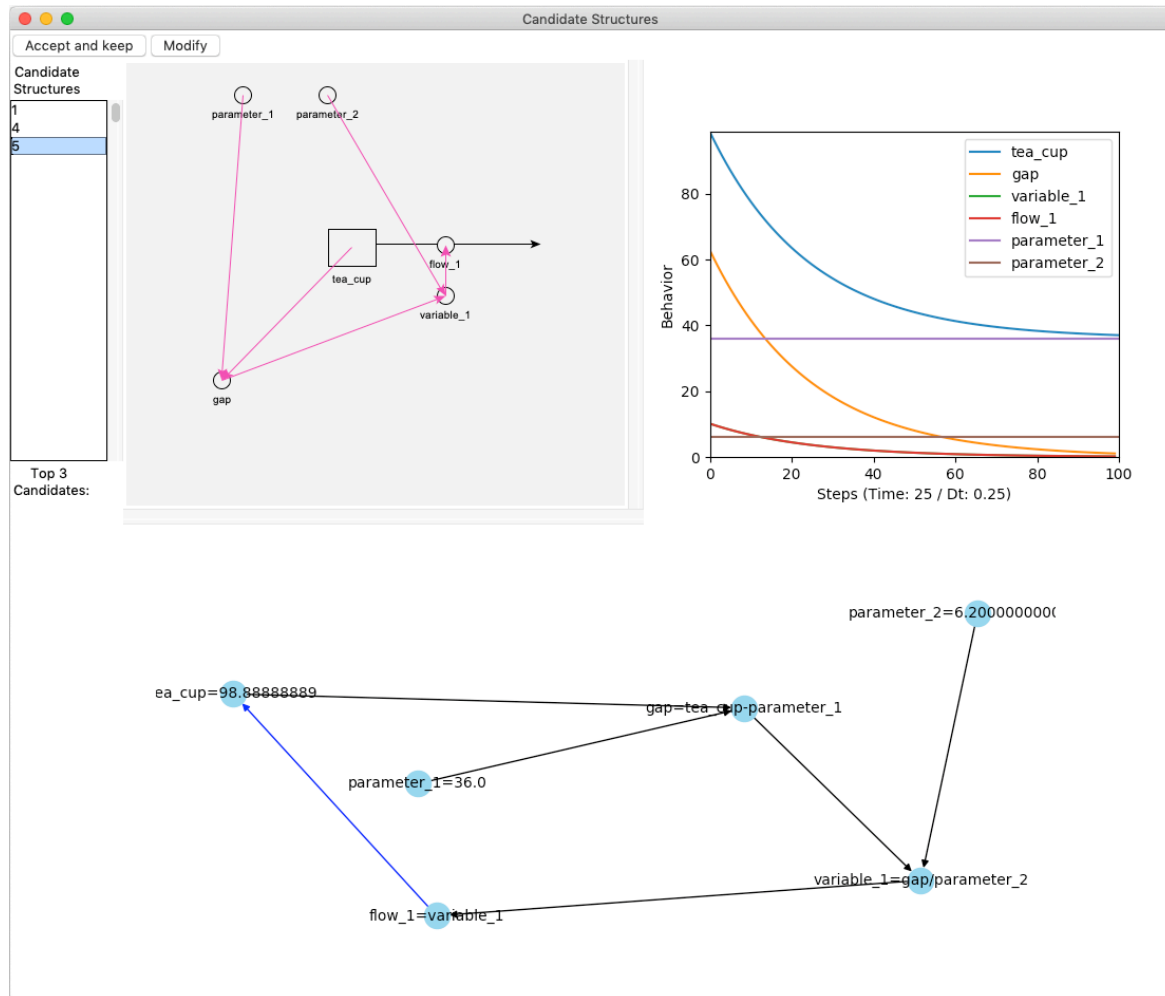 Candidate Structures
Accept and keep
Modify
Candidate
Structures
1
4
5
Top 3
Candidates:
parameter_1
parameter_2
tea_cup
flow_1
variable_1
gap
Behavior
80
60
40
20
0
0
20
40
60
80
100
Steps (Time: 25 / Dt: 0.25)
tea_cup
gap
variable_1
flow_1
parameter_1
parameter_2
parameter_2=6.200000000(
ea_cup=98.88888889
gap=tea_cup-parameter_1
parameter_1=36.0
variable_1=gap/parameter_2
flow_1=variable_1